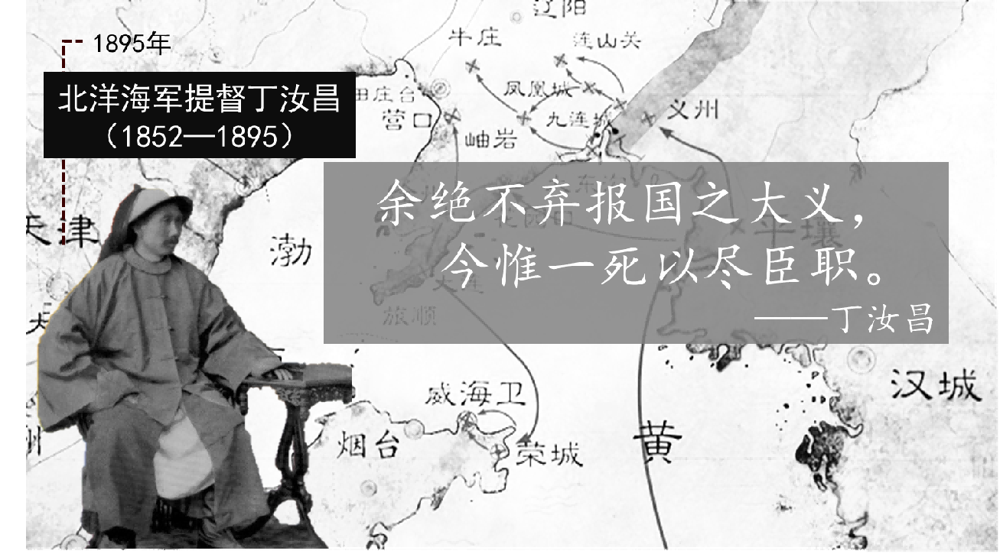 1895年
北洋海军提督丁汝昌
（1852—1895）
余绝不弃报国之大义，
今惟一死以尽臣职。
——丁汝昌
辽阳
牛庄
连山关
田庄台
凤凰城
营口
九连城
义州
岫岩
天津
渤
平壤
大连
旅顺
威海卫
汉城
烟台
荣城
黄